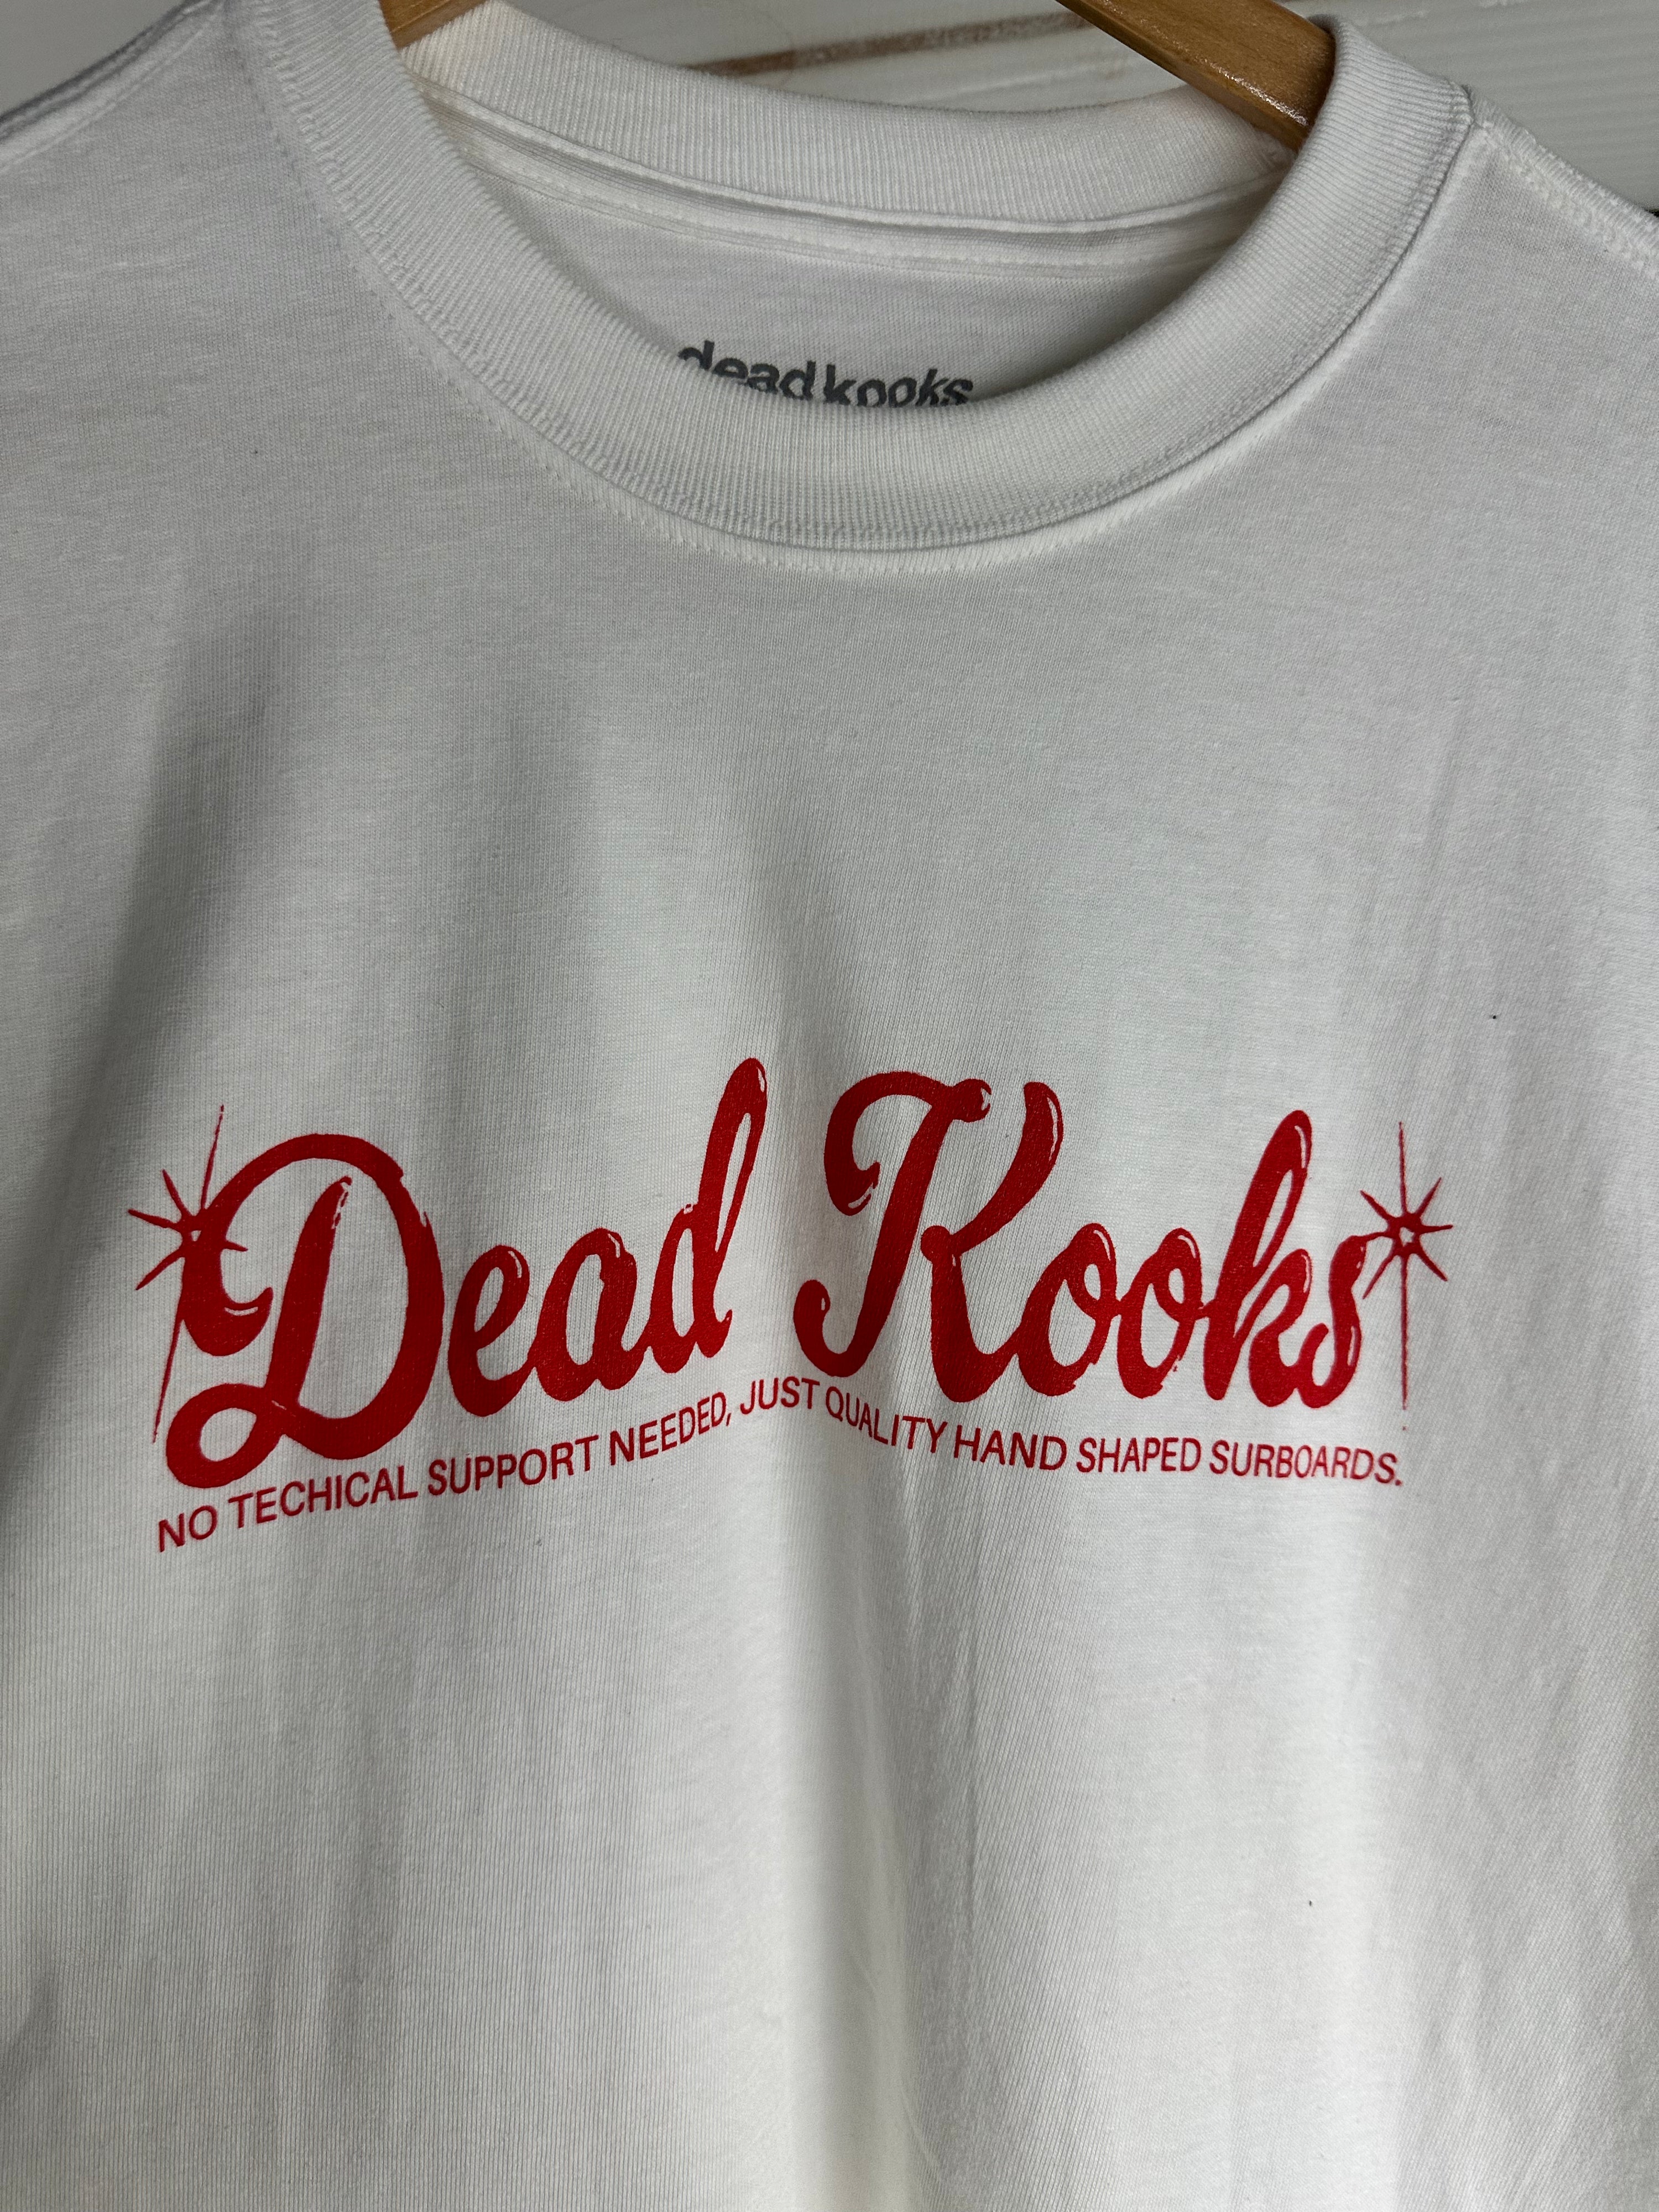 dead kooks
Dead Kooks
NO TECHICAL SUPPORT NEEDED, JUST QUALITY HAND SHAPED SURBOARDS.